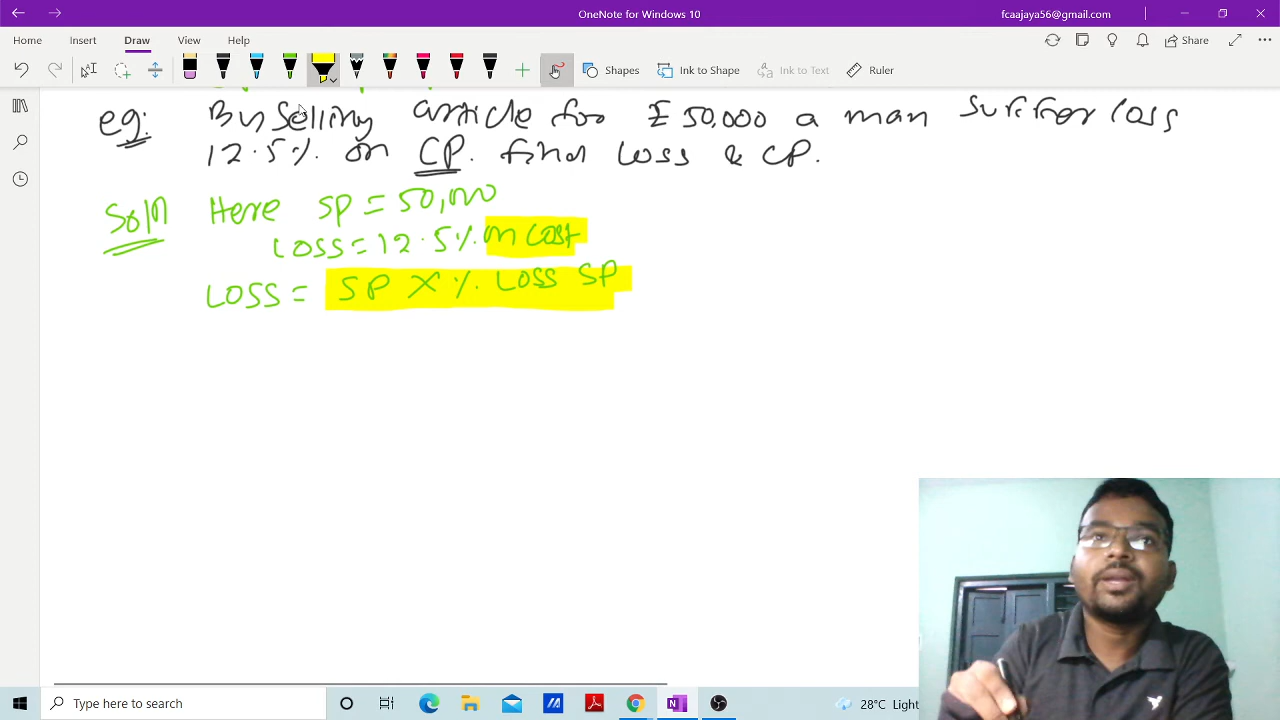 OneNote for Windows 10
fcaajaya56@gmail.com
Home Insert Draw View Help
Share
Shapes
Ink to Shape
Ink to Text
Ruler
eg: By Selling article for ₹ 50,000 a man suffer loss
12.5% on CP. find Loss & CP.
Soln Here SP = 50,000
Loss = 12.5% on cost
Loss = SP X % Loss SP
Type here to search
28°C Light